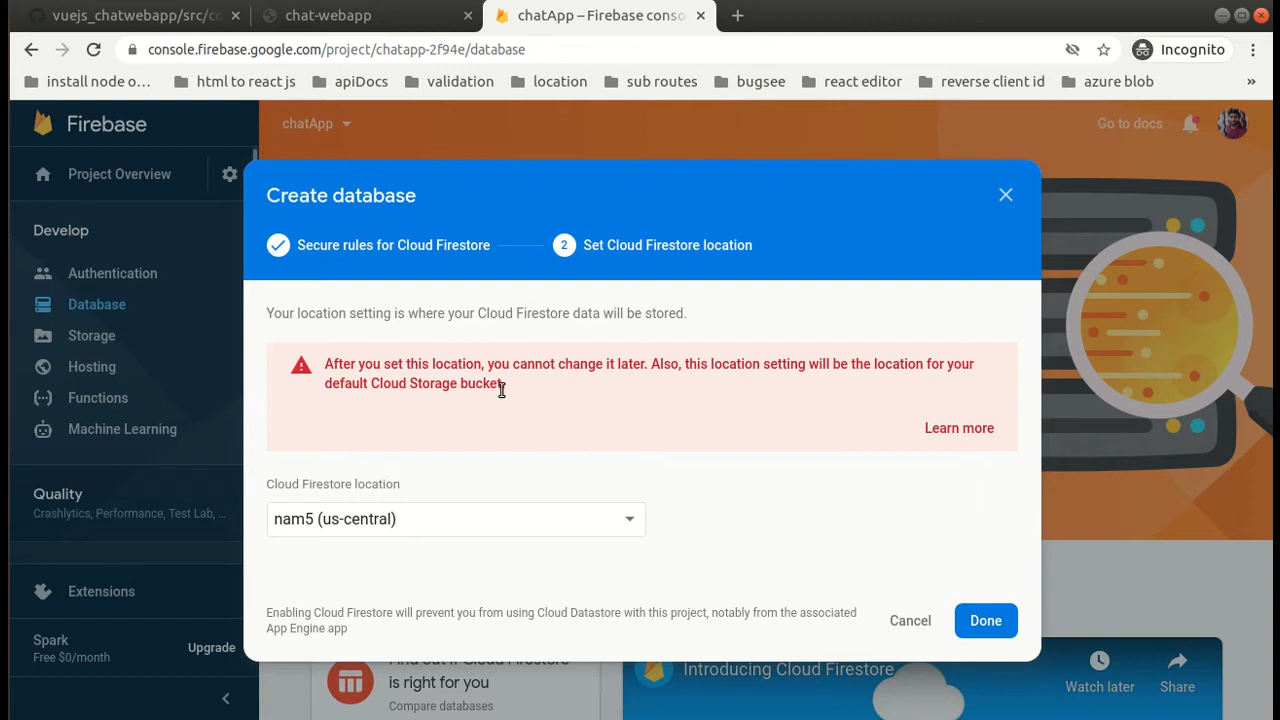 vuejs_chatwebapp/src/co
chat-webapp
chatApp – Firebase conso
console.firebase.google.com/project/chatapp-2f94e/database
Incognito
install node o...
html to react js
apiDocs
validation
location
sub routes
bugsee
react editor
reverse client id
azure blob
»
Firebase
chatApp
Go to docs
Project Overview
Develop
Authentication
Database
Storage
Hosting
Functions
Machine Learning
Quality
Crashlytics, Performance, Test Lab, ...
Extensions
Spark
Free $0/month
Upgrade
Create database
Secure rules for Cloud Firestore
2 Set Cloud Firestore location
Your location setting is where your Cloud Firestore data will be stored.
After you set this location, you cannot change it later. Also, this location setting will be the location for your
default Cloud Storage bucket
Learn more
Cloud Firestore location
nam5 (us-central)
Enabling Cloud Firestore will prevent you from using Cloud Datastore with this project, notably from the associated
App Engine app
Cancel
Done
Find out if Cloud Firestore
is right for you
Compare databases
Introducing Cloud Firestore
Watch later
Share